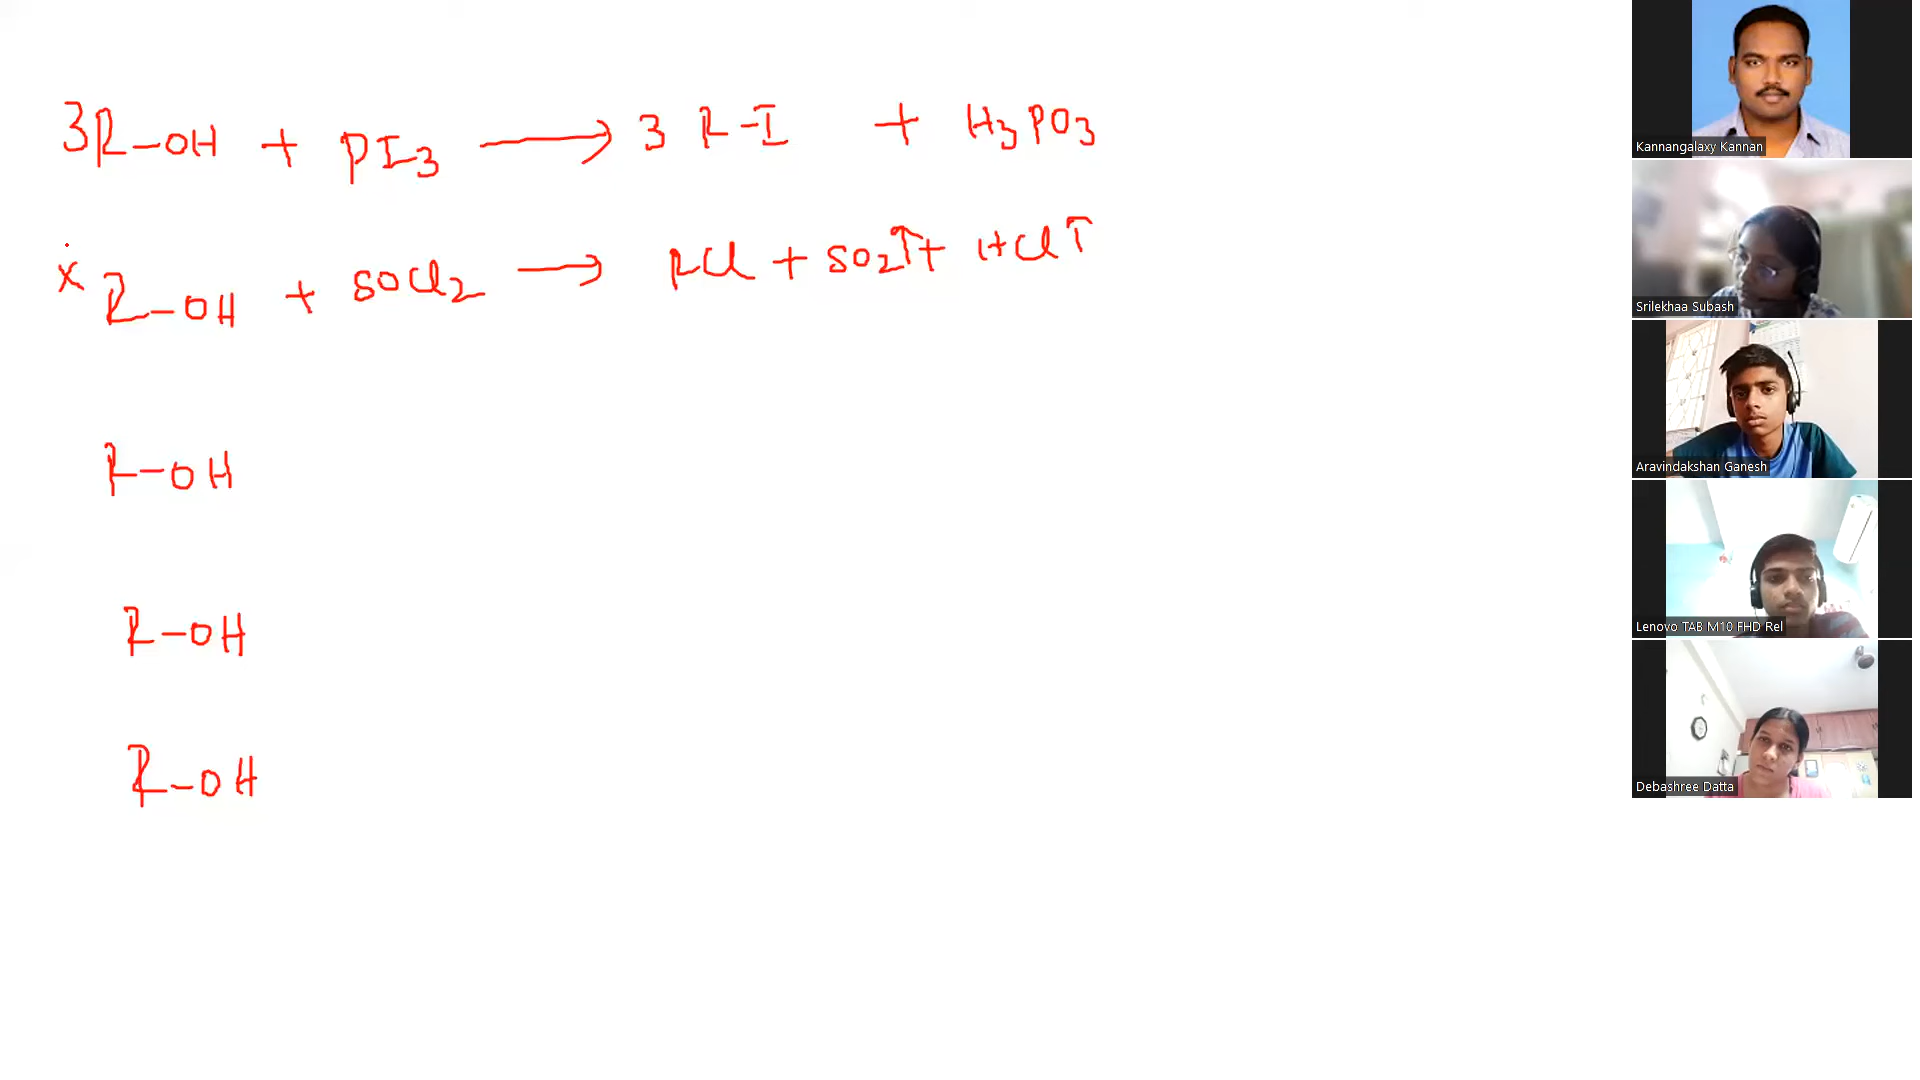 3R-OH + PI3 ⟶ 3 R-I + H3PO3
x R-OH + SOCl2 ⟶ RCl + SO2↑ + HCl↑
R-OH
R-OH
R-OH
Kannangalaxy Kannan
Srilekhaa Subash
Aravindakshan Ganesh
Lenovo TAB M10 FHD Rel
Debashree Datta